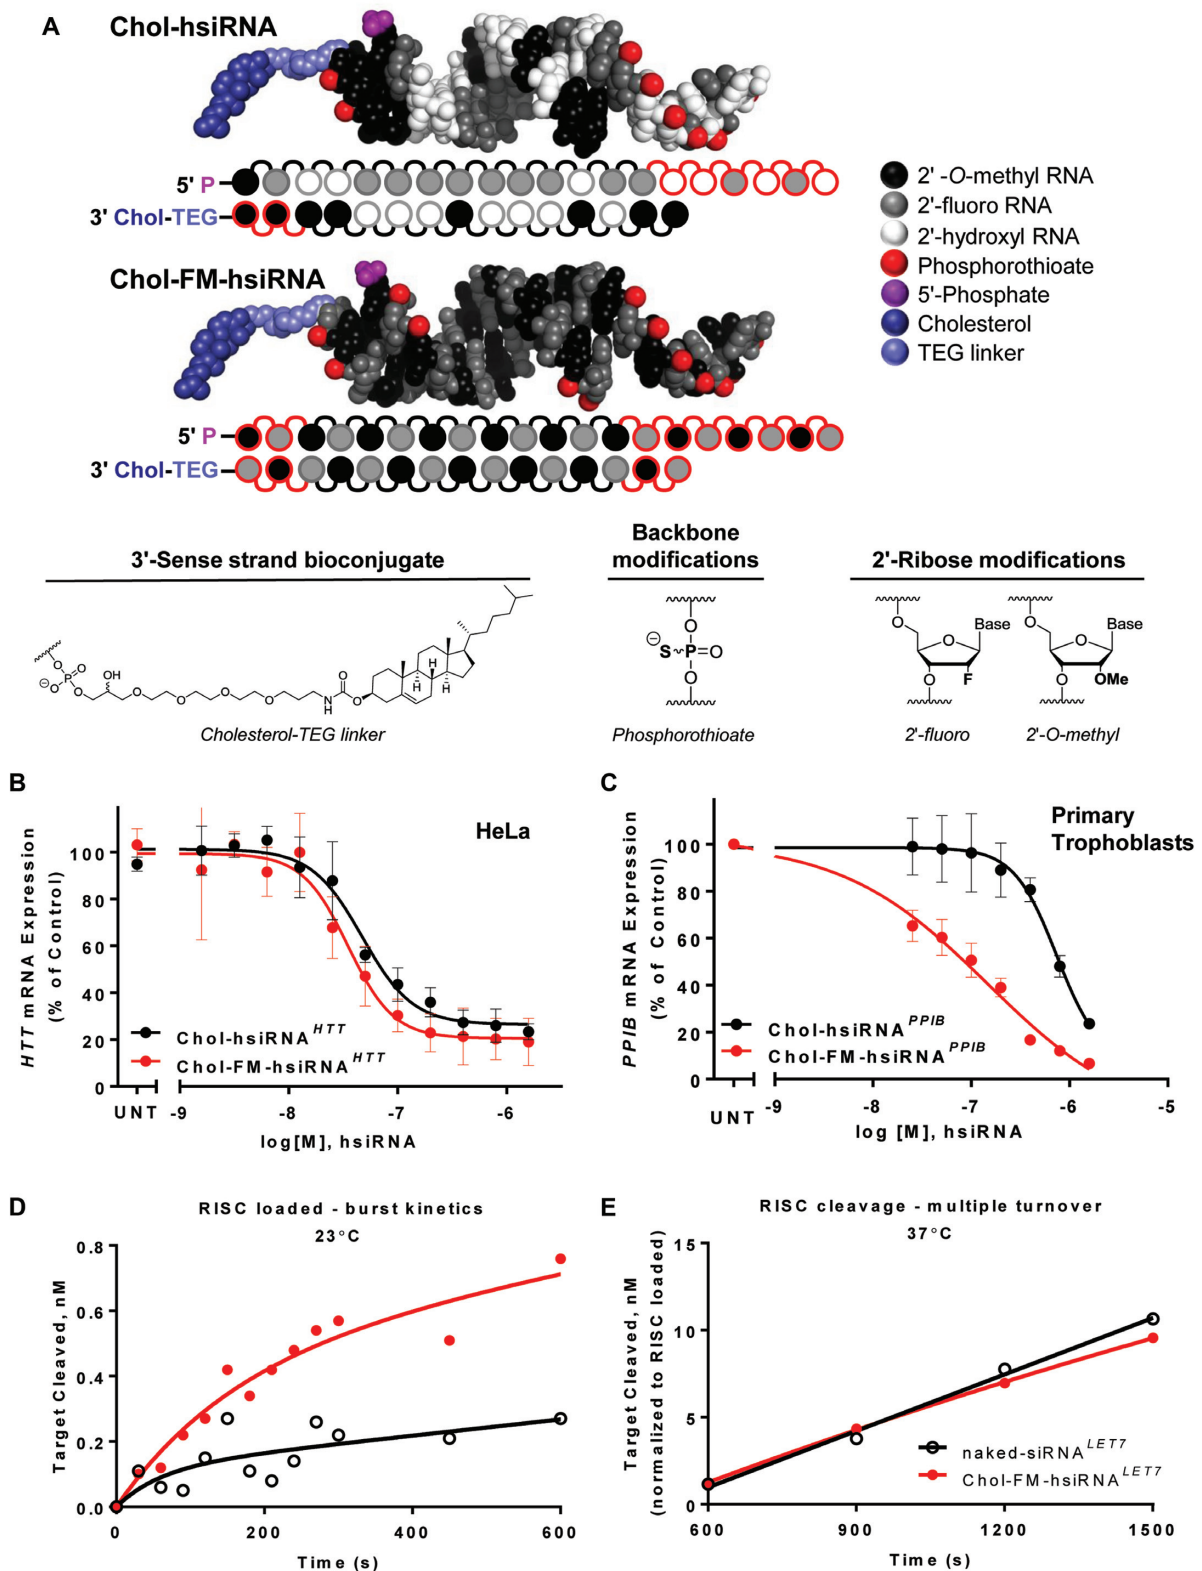 A
Chol-hsiRNA
5' P
3' Chol-TEG
Chol-FM-hsiRNA
5' P
3' Chol-TEG
2' -O-methyl RNA
2'-fluoro RNA
2'-hydroxyl RNA
Phosphorothioate
5'-Phosphate
Cholesterol
TEG linker
3'-Sense strand bioconjugate
Backbone
modifications
2'-Ribose modifications
O
P
O
⊖
O
O
OH
O
O
O
O
N
H
O
O
H
H
H
O
⊖
S
P
O
O
O
O
Base
F
O
O
O
Base
OMe
O
Cholesterol-TEG linker
Phosphorothioate
2'-fluoro
2'-O-methyl
B
HTT mRNA Expression
(% of Control)
100
80
60
40
20
0
HeLa
Chol-hsiRNA^HTT
Chol-FM-hsiRNA^HTT
UNT -9 -8 -7 -6
log[M], hsiRNA
C
PPIB mRNA Expression
(% of Control)
100
80
60
40
20
0
Primary
Trophoblasts
Chol-hsiRNA^PPIB
Chol-FM-hsiRNA^PPIB
UNT -9 -8 -7 -6 -5
log [M], hsiRNA
D
RISC loaded - burst kinetics
23°C
Target Cleaved, nM
0.8
0.6
0.4
0.2
0.0
0 200 400 600
Time (s)
E
RISC cleavage - multiple turnover
37°C
Target Cleaved, nM
(normalized to RISC loaded)
15
10
5
0
naked-siRNA^LET7
Chol-FM-hsiRNA^LET7
600 900 1200 1500
Time (s)